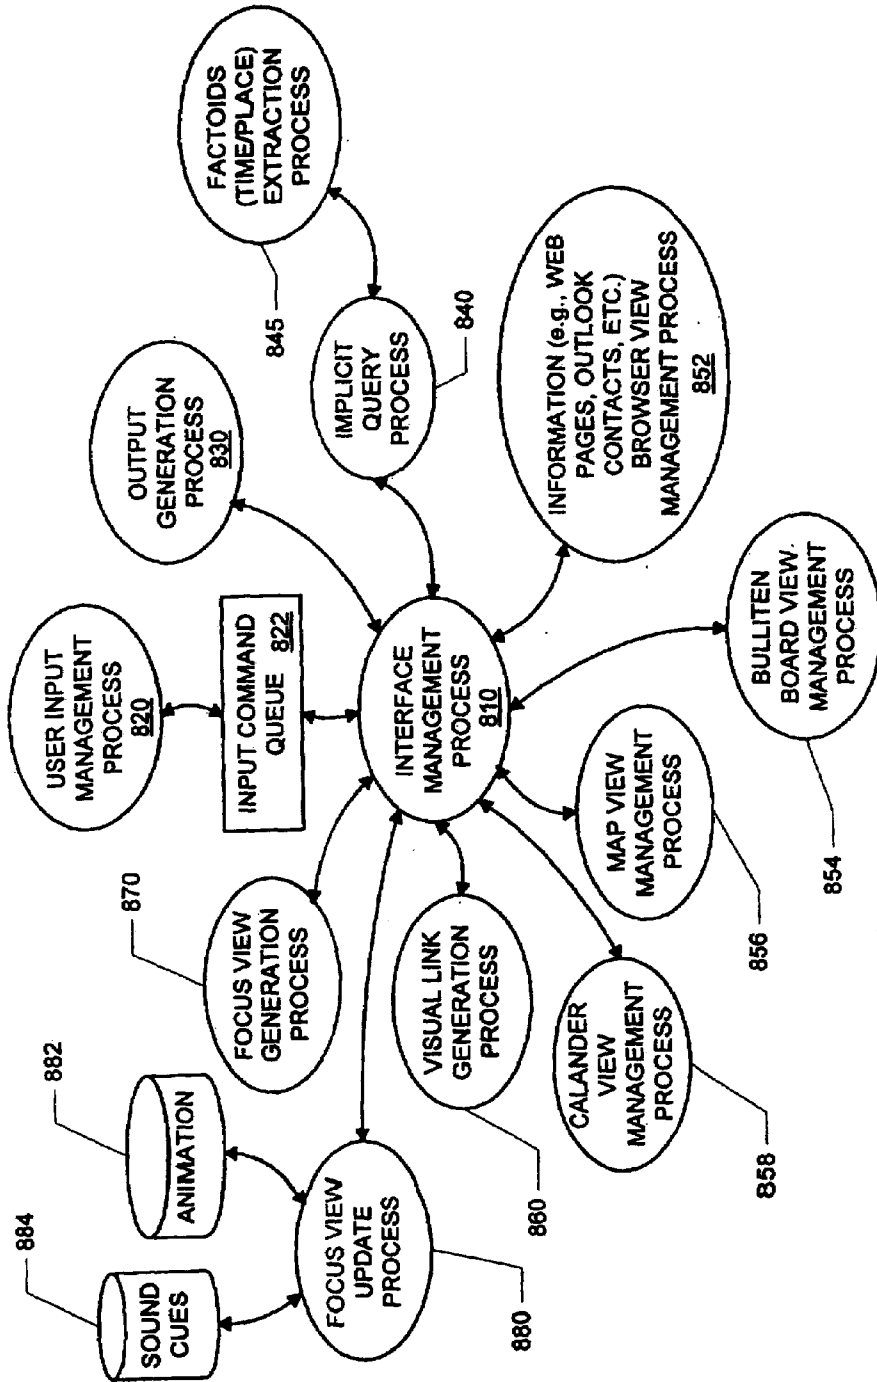 884
SOUND
CUES
882
ANIMATION
FOCUS VIEW
UPDATE
PROCESS
880
870
FOCUS VIEW
GENERATION
PROCESS
VISUAL LINK
GENERATION
PROCESS
860
USER INPUT
MANAGEMENT
PROCESS
820
INPUT COMMAND
QUEUE 822
INTERFACE
MANAGEMENT
PROCESS
810
CALANDER
VIEW
MANAGEMENT
PROCESS
858
MAP VIEW
MANAGEMENT
PROCESS
856
OUTPUT
GENERATION
PROCESS
830
BULLITEN
BOARD VIEW
MANAGEMENT
PROCESS
854
845
FACTOIDS
(TIME/PLACE)
EXTRACTION
PROCESS
IMPLICIT
QUERY
PROCESS
840
INFORMATION (e.g., WEB
PAGES, OUTLOOK
CONTACTS, ETC.)
BROWSER VIEW
MANAGEMENT PROCESS
852